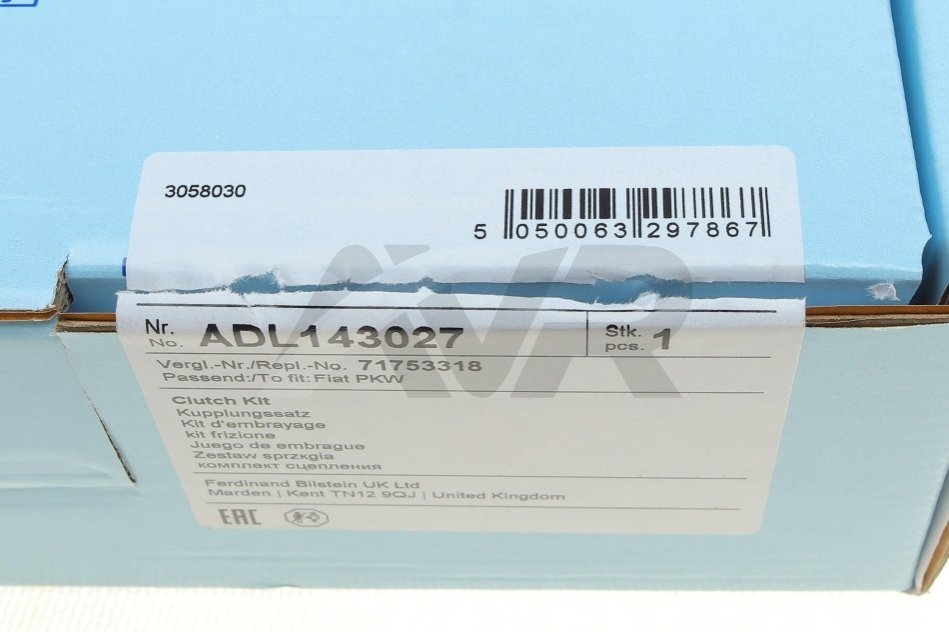 3058030
5 050063 297867
AVR
Nr. No. ADL143027 Stk. pcs. 1
Vergl.-Nr./Repl.-No. 71753318
Passend:/To fit: Fiat PKW
Clutch Kit
Kupplungssatz
Kit d'embrayage
kit frizione
Juego de embrague
Zestaw sprzкgia
комплект сцепления
Ferdinand Bilstein UK Ltd
Marden | Kent TN12 9QJ | United Kingdom
EAC